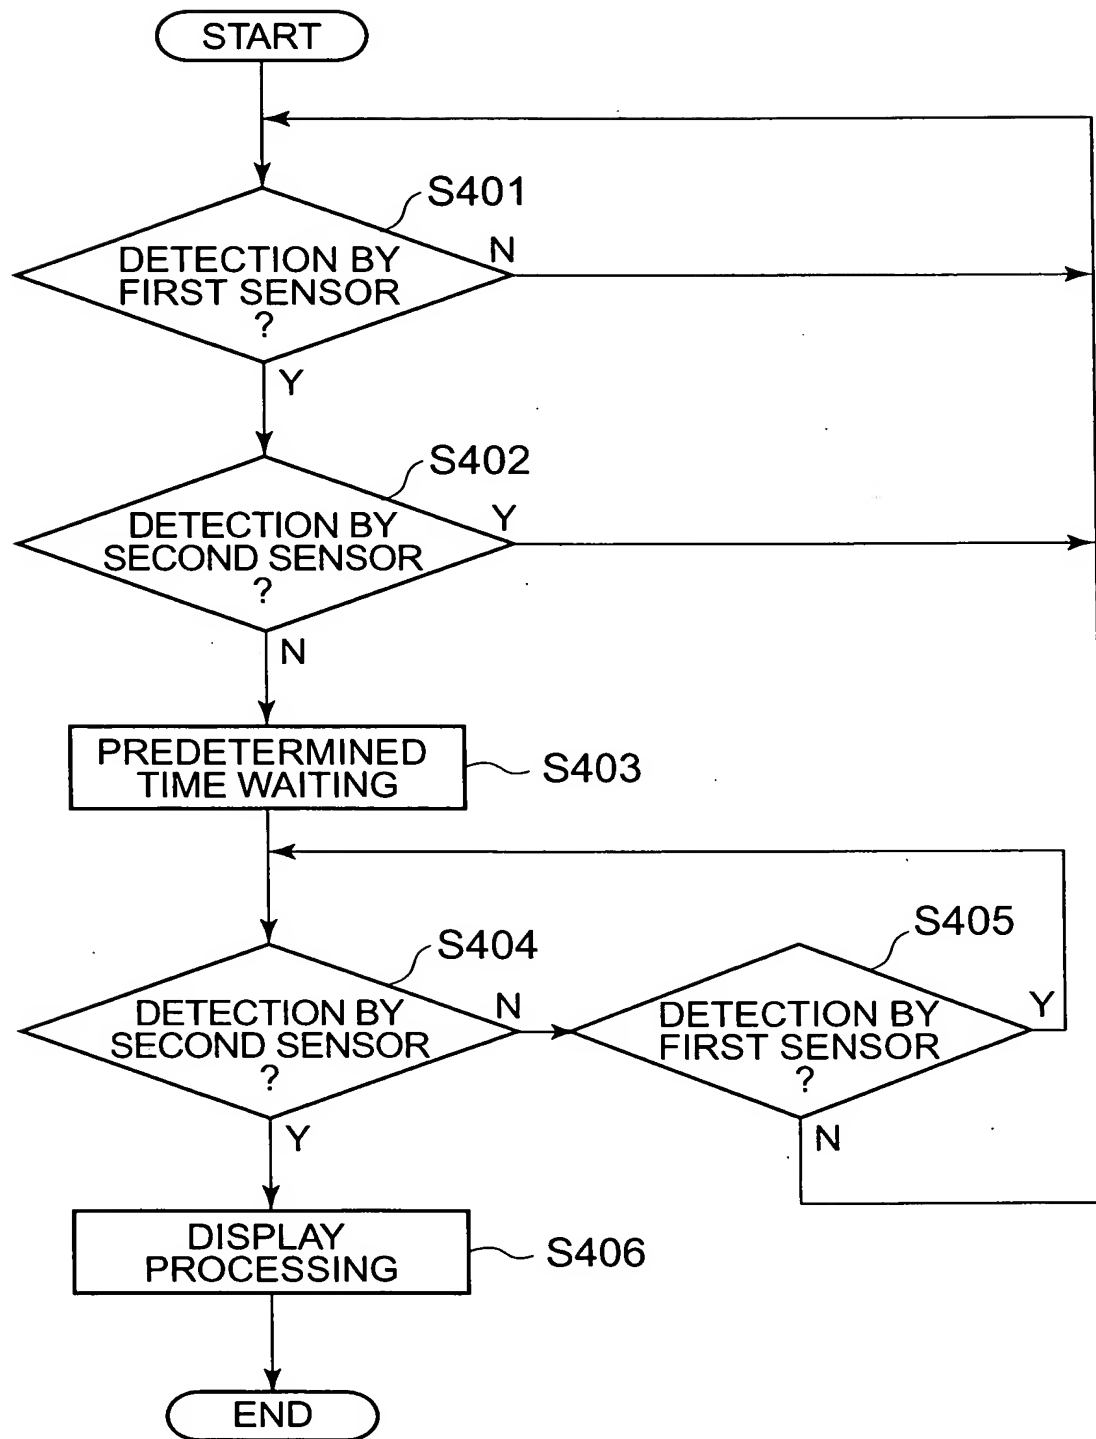 START
S401
DETECTION BY
FIRST SENSOR
?
N
Y
S402
DETECTION BY
SECOND SENSOR
?
Y
N
PREDETERMINED
TIME WAITING
S403
S404
DETECTION BY
SECOND SENSOR
?
N
Y
S405
DETECTION BY
FIRST SENSOR
?
Y
N
DISPLAY
PROCESSING
S406
END